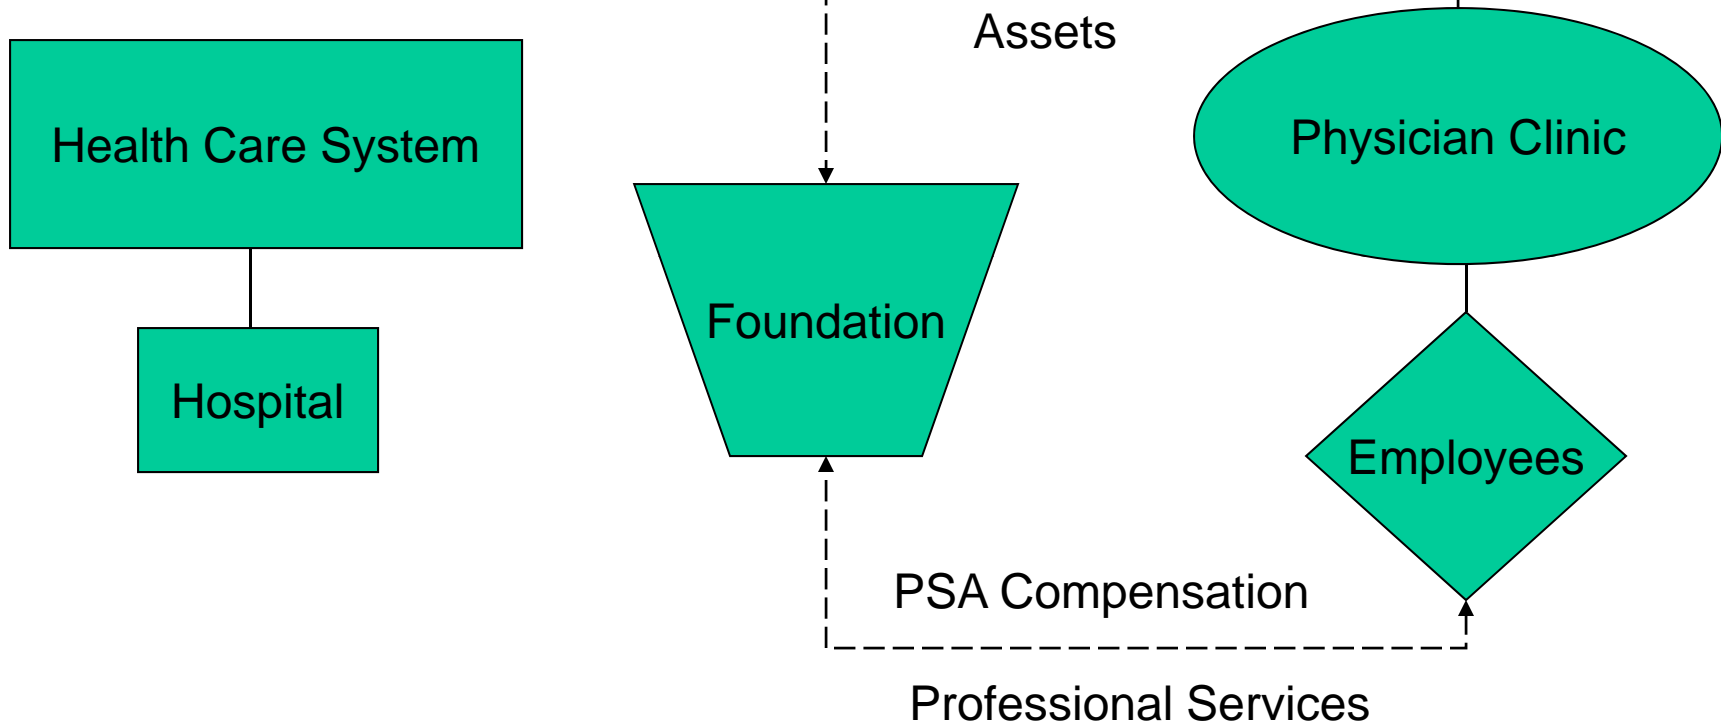 Assets
Health Care System
Physician Clinic
Foundation
Hospital
Employees
PSA Compensation
Professional Services